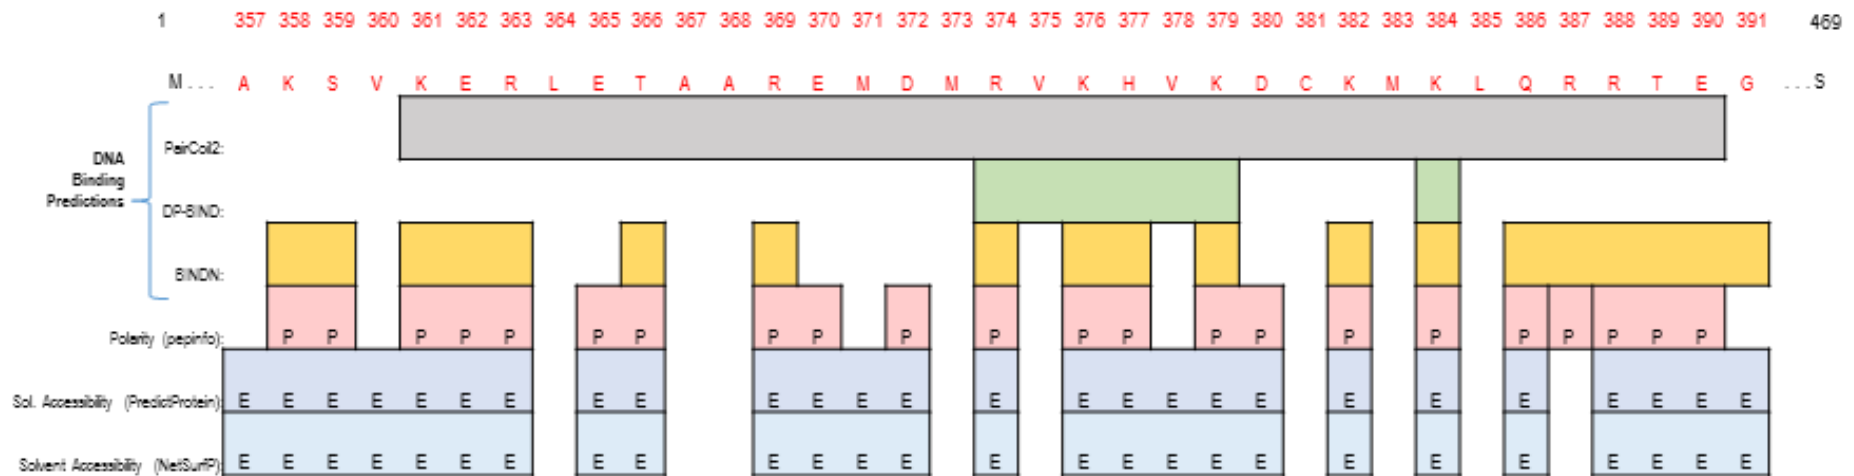 1 357 358 359 360 361 362 363 364 365 366 367 368 369 370 371 372 373 374 375 376 377 378 379 380 381 382 383 384 385 386 387 388 389 390 391 469
M... A K S V K E R L E T A A R E M D M R V K H V K D C K M K L Q R R T E G ...S
PairCoil2:
DNA
Binding
Predictions
DP-BIND:
BINDN:
Polarity (pepinfo): P P P P P P P P P P P P P P P P P P P P P P P
Sol. Accessibility (PredictProtein): E E E E E E E E E E E E E E E E E E E E E E E E E E
Solvent Accessibility (NetSurfP) E E E E E E E E E E E E E E E E E E E E E E E E E E